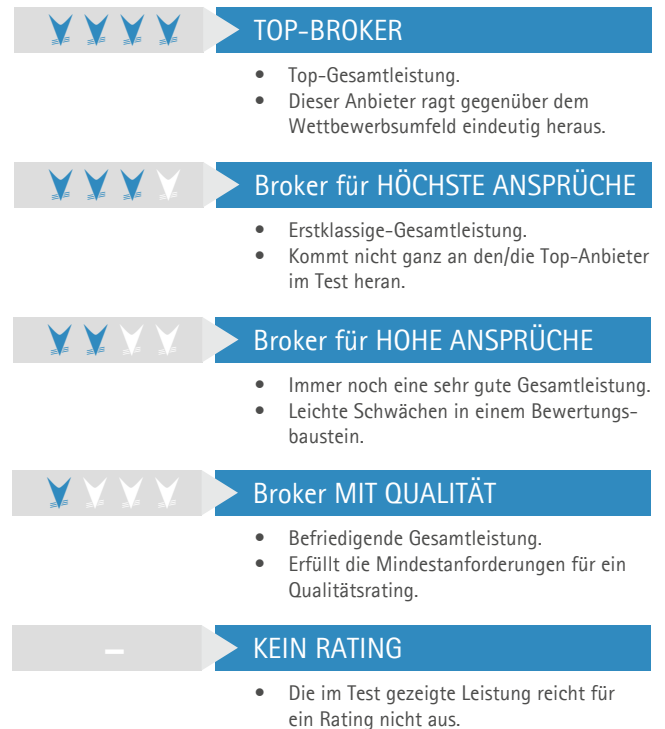 TOP-BROKER
• Top-Gesamtleistung.
• Dieser Anbieter ragt gegenüber dem
Wettbewerbsumfeld eindeutig heraus.
Broker für HÖCHSTE ANSPRÜCHE
• Erstklassige-Gesamtleistung.
• Kommt nicht ganz an den/die Top-Anbieter
im Test heran.
Broker für HOHE ANSPRÜCHE
• Immer noch eine sehr gute Gesamtleistung.
• Leichte Schwächen in einem Bewertungs-
baustein.
Broker MIT QUALITÄT
• Befriedigende Gesamtleistung.
• Erfüllt die Mindestanforderungen für ein
Qualitätsrating.
– KEIN RATING
• Die im Test gezeigte Leistung reicht für
ein Rating nicht aus.